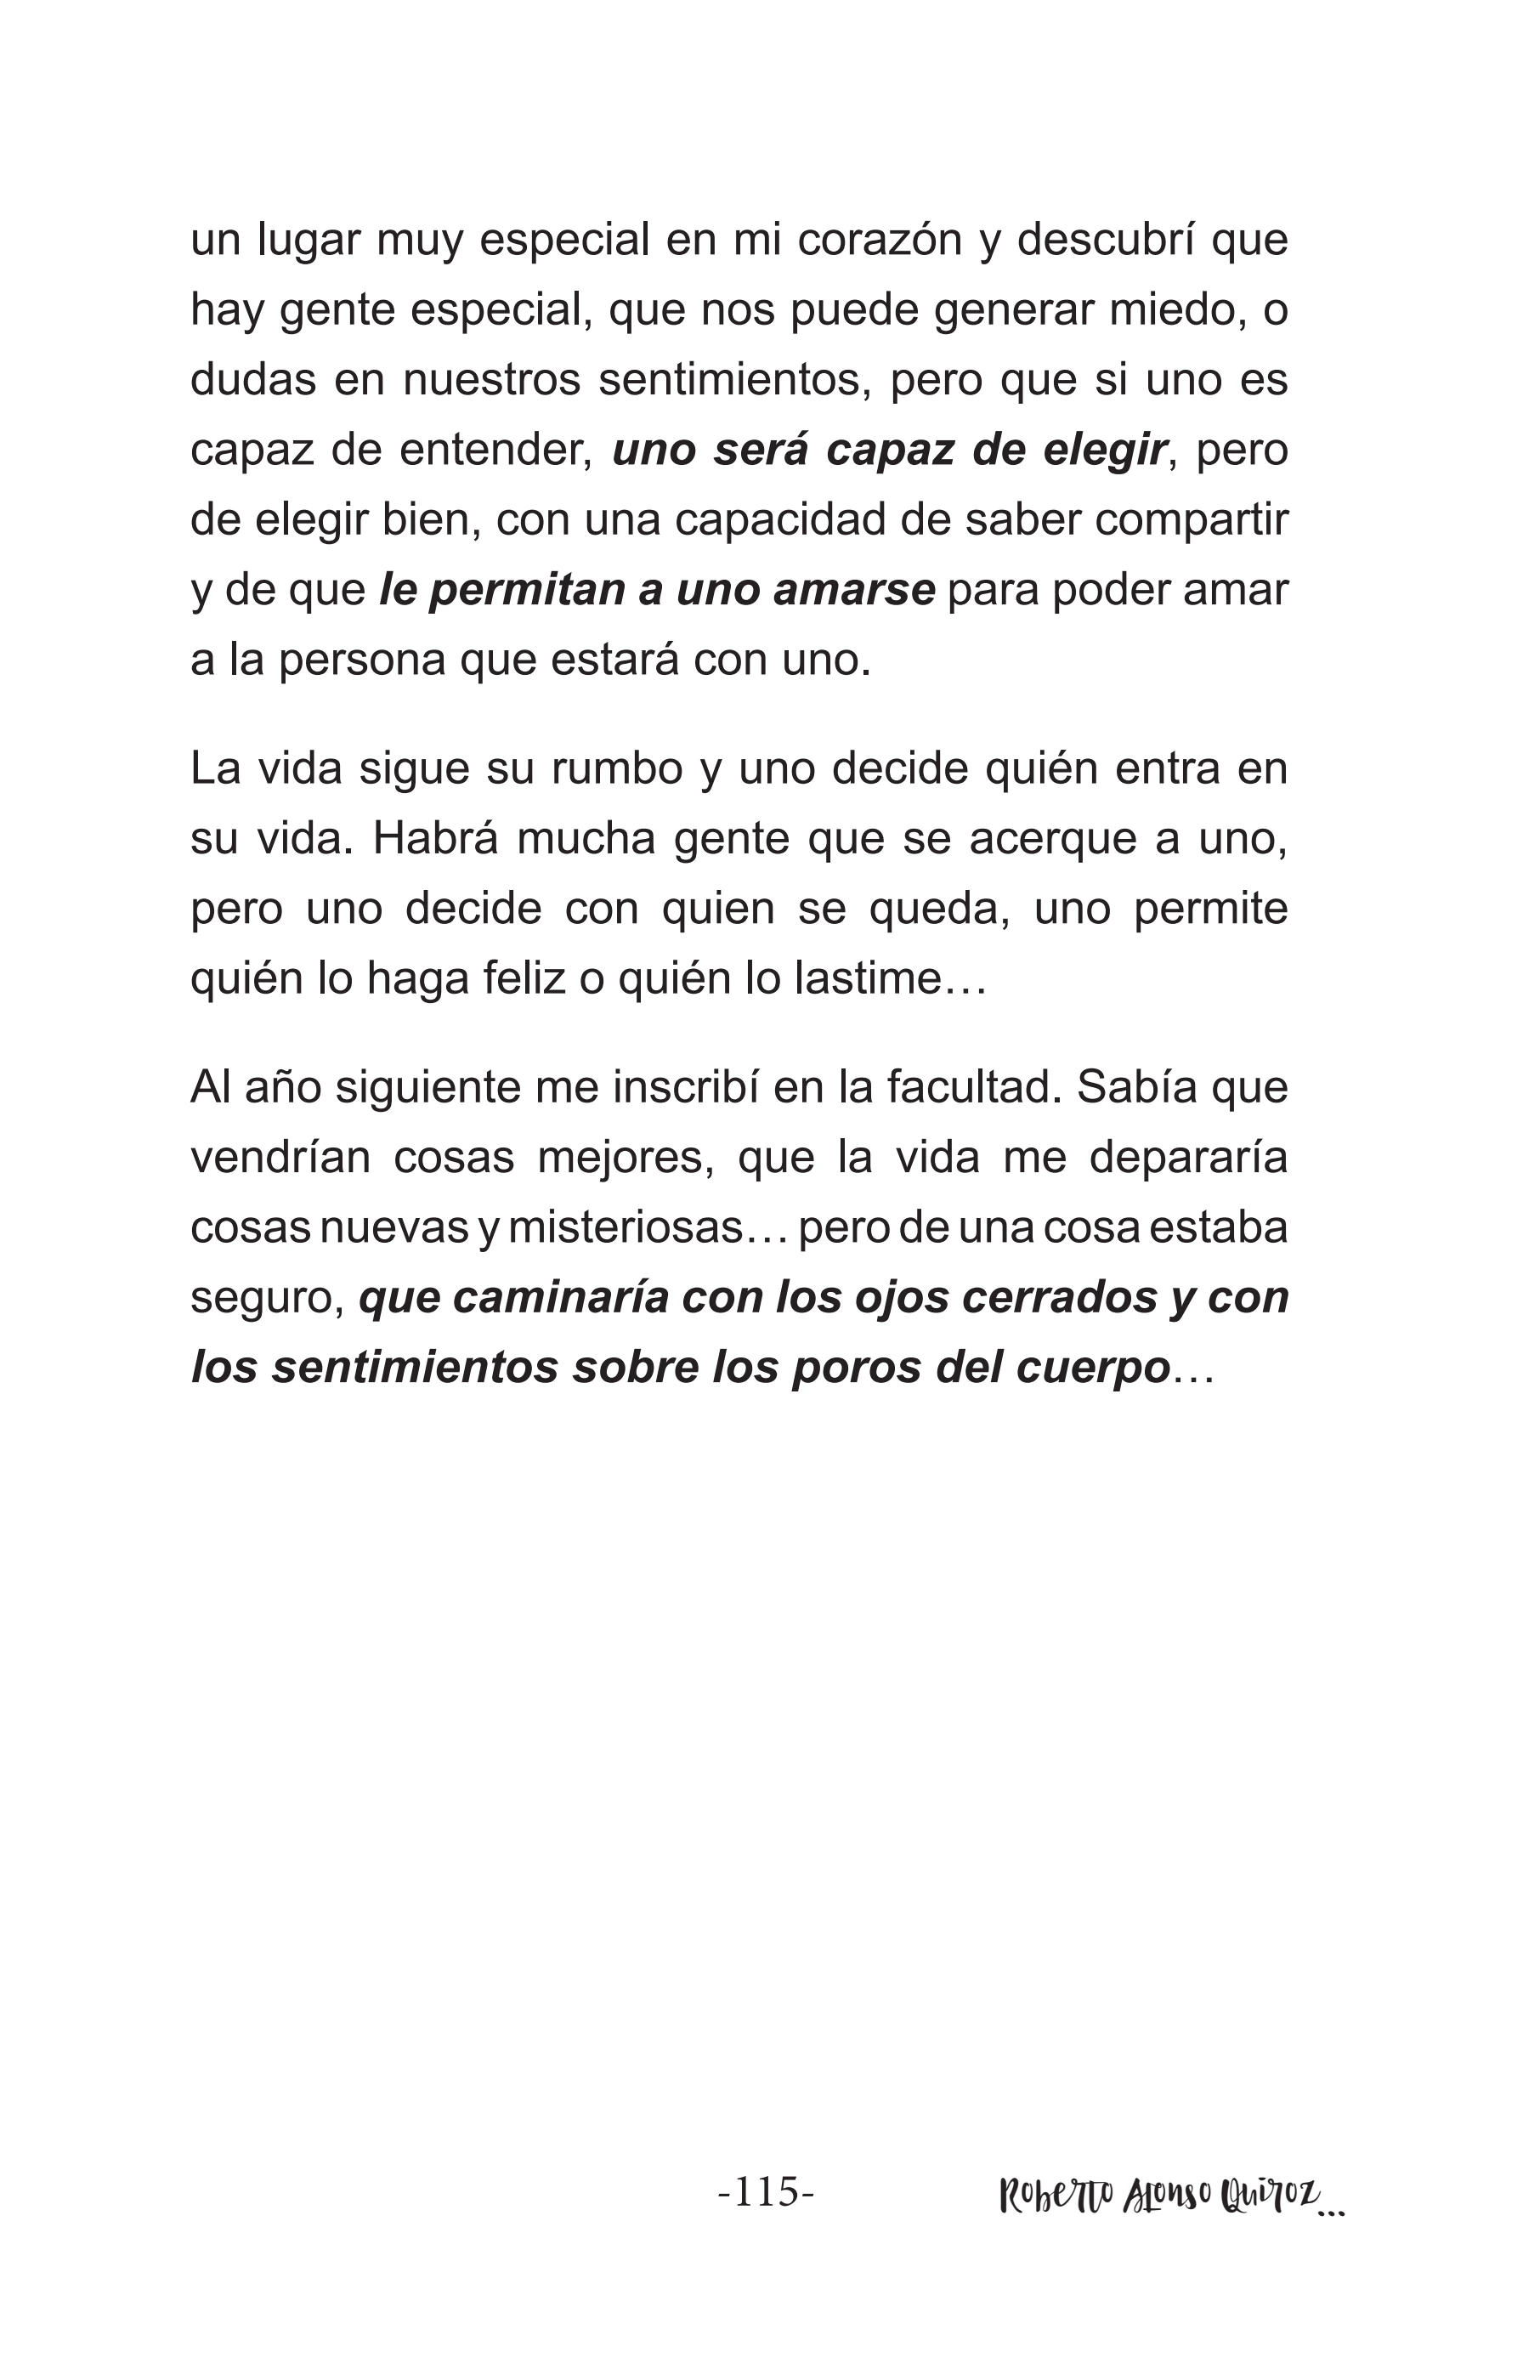 un lugar muy especial en mi corazón y descubrí que
hay gente especial, que nos puede generar miedo, o
dudas en nuestros sentimientos, pero que si uno es
capaz de entender, uno será capaz de elegir, pero
de elegir bien, con una capacidad de saber compartir
y de que le permitan a uno amarse para poder amar
a la persona que estará con uno.
La vida sigue su rumbo y uno decide quién entra en
su vida. Habrá mucha gente que se acerque a uno,
pero uno decide con quien se queda, uno permite
quién lo haga feliz o quién lo lastime…
Al año siguiente me inscribí en la facultad. Sabía que
vendrían cosas mejores, que la vida me depararía
cosas nuevas y misteriosas… pero de una cosa estaba
seguro, que caminaría con los ojos cerrados y con
los sentimientos sobre los poros del cuerpo…
-115- Roberto Alonso Quiroz...